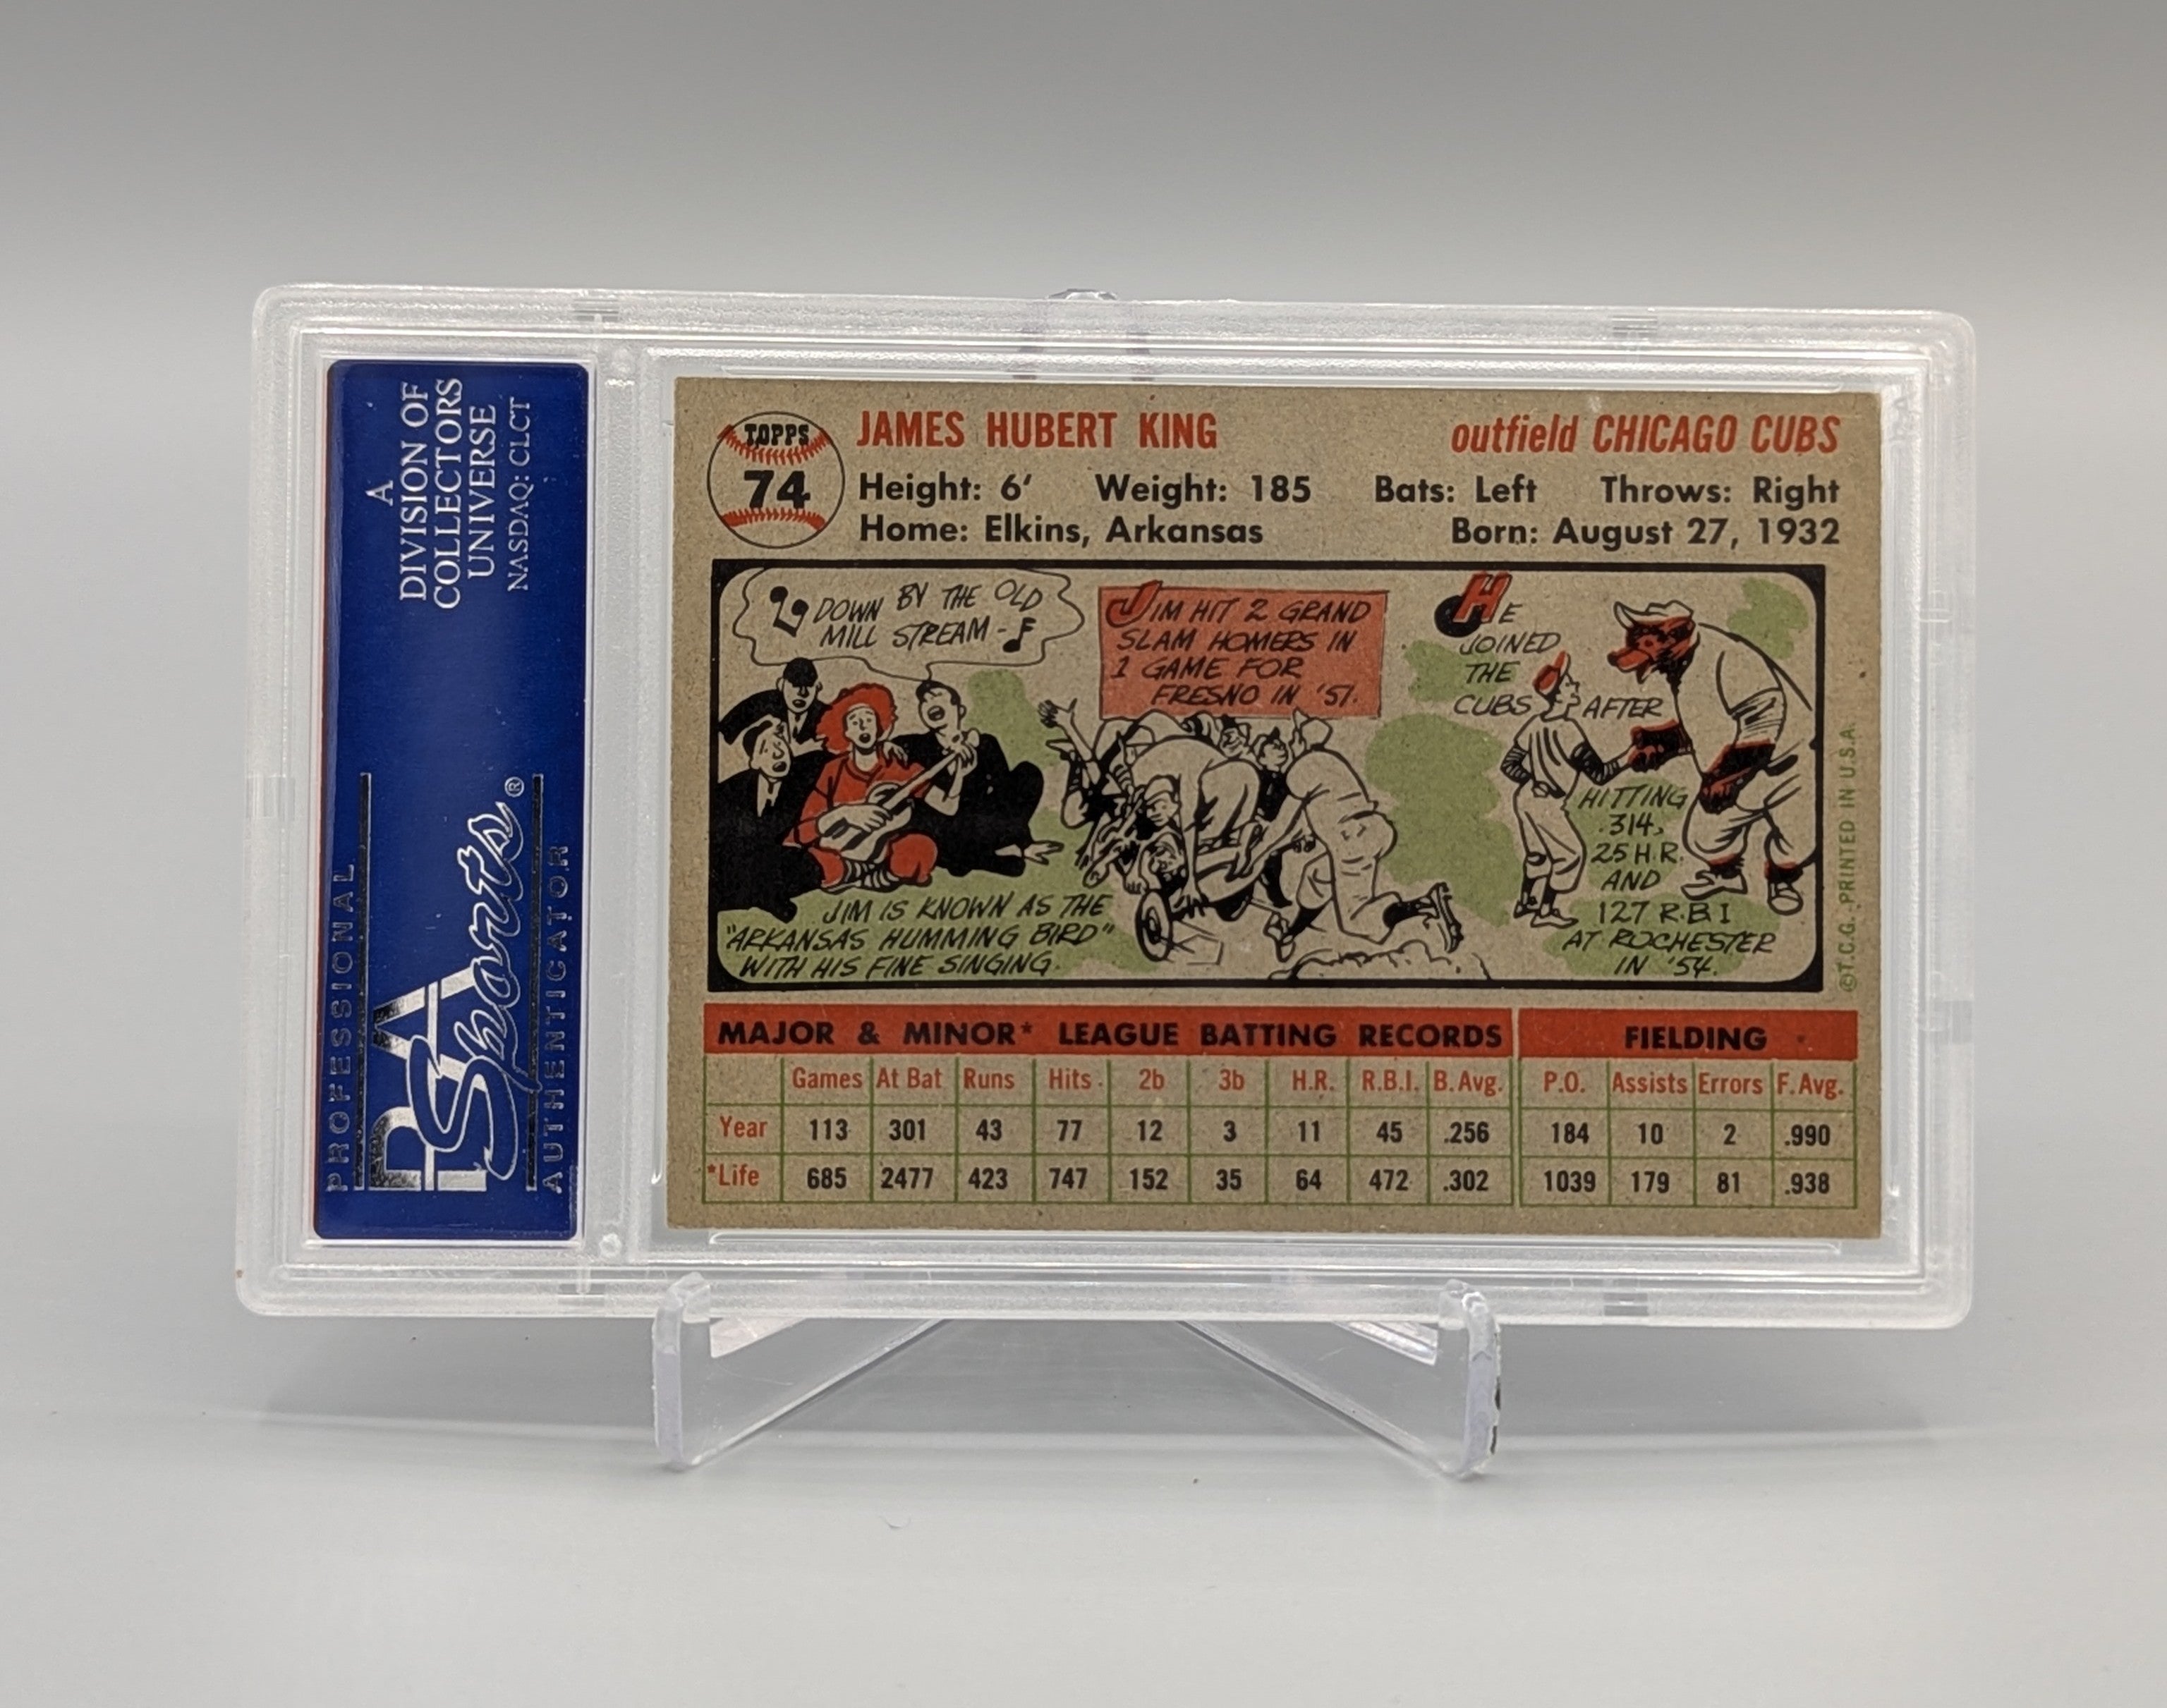 A
DIVISION OF
COLLECTORS
UNIVERSE
NASDAQ: CLCT
PROFESSIONAL
PSA
Sports®
AUTHENTICATOR
TOPPS
74
JAMES HUBERT KING
outfield CHICAGO CUBS
Height: 6' Weight: 185 Bats: Left Throws: Right
Home: Elkins, Arkansas Born: August 27, 1932
DOWN BY THE OLD
MILL STREAM-
JIM IS KNOWN AS THE
"ARKANSAS HUMMING BIRD"
WITH HIS FINE SINGING.
JIM HIT 2 GRAND
SLAM HOMERS IN
1 GAME FOR
FRESNO IN '51.
HE
JOINED
THE
CUBS AFTER
HITTING
.314,
25 H.R.
AND
127 R.B.I
AT ROCHESTER
IN '54.
©T.C.G. PRINTED IN U.S.A.
MAJOR & MINOR* LEAGUE BATTING RECORDS FIELDING
Games At Bat Runs Hits 2b 3b H.R. R.B.I. B. Avg. P.O. Assists Errors F. Avg.
Year 113 301 43 77 12 3 11 45 .256 184 10 2 .990
*Life 685 2477 423 747 152 35 64 472 .302 1039 179 81 .938